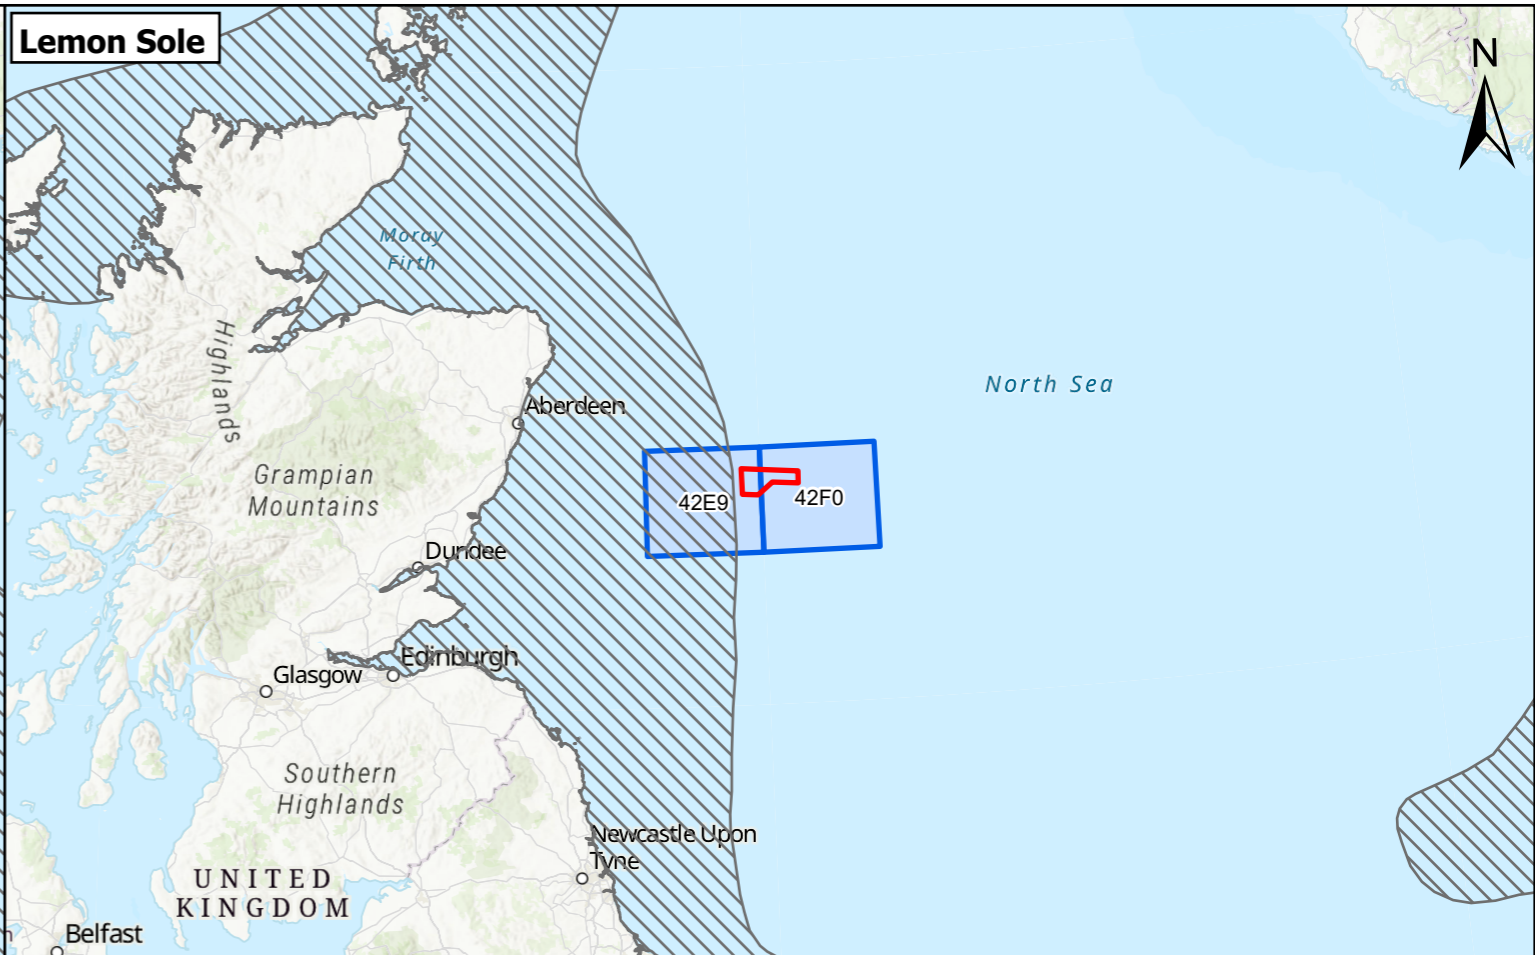 Lemon Sole
N
Moray
Firth
Highlands
North Sea
Aberdeen
Grampian
Mountains
42E9
42F0
Dundee
Edinburgh
Glasgow
Southern
Highlands
Newcastle Upon
Tyne
UNITED
KINGDOM
Belfast